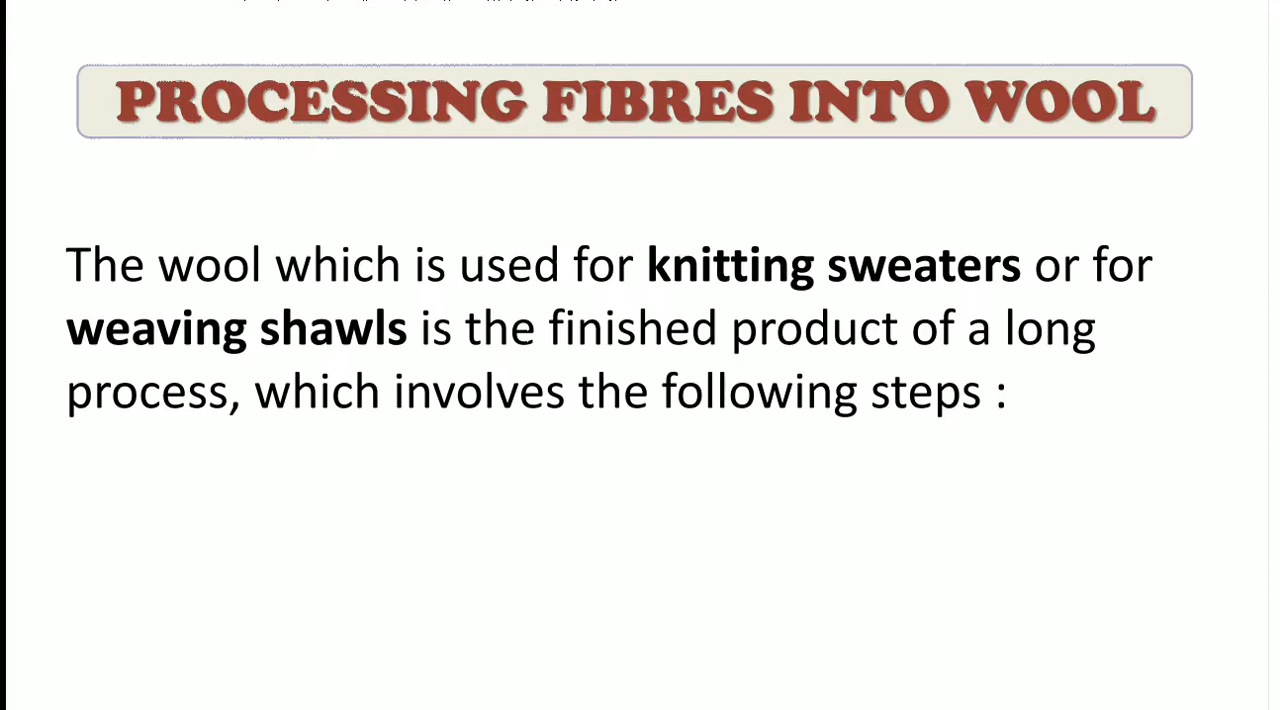 PROCESSING FIBRES INTO WOOL
The wool which is used for knitting sweaters or for
weaving shawls is the finished product of a long
process, which involves the following steps :